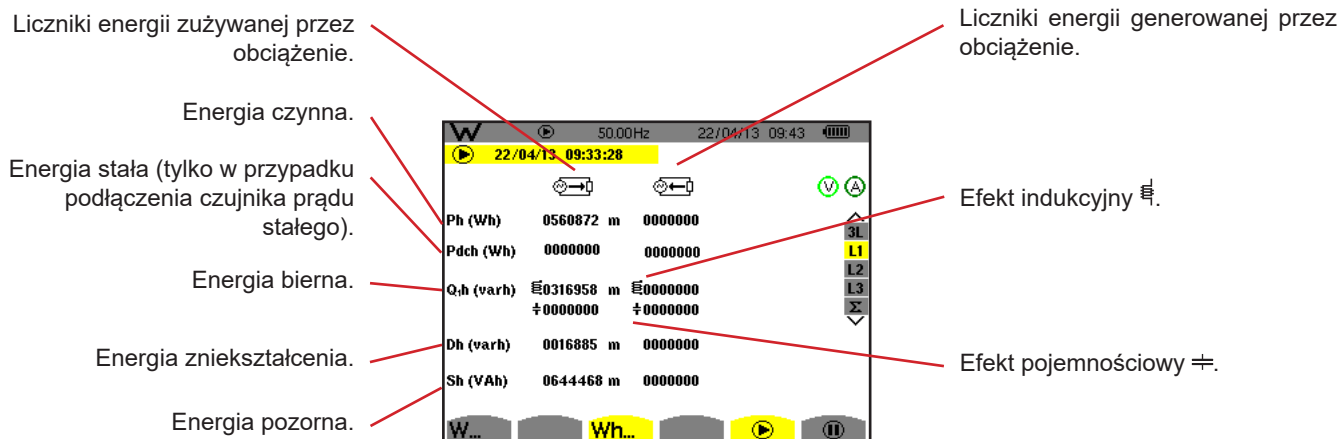 Liczniki energii zużywanej przez
obciążenie.
Energia czynna.
Energia stała (tylko w przypadku
podłączenia czujnika prądu
stałego).
Energia bierna.
Energia zniekształcenia.
Energia pozorna.
W 50.00Hz 22/04/13 09:43
22/04/13 09:33:28
V A
Ph (Wh) 0560872 m 0000000
Pdch (Wh) 0000000 0000000
Q₁h (varh) 0316958 m 0000000
0000000 0000000
Dh (varh) 0016885 m 0000000
Sh (VAh) 0644468 m 0000000
3L
L1
L2
L3
Σ
W... Wh...
Liczniki energii generowanej przez
obciążenie.
Efekt indukcyjny .
Efekt pojemnościowy .